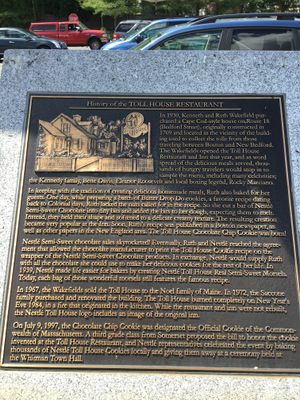 History of the TOLL HOUSE RESTAURANT
In 1930, Kenneth and Ruth Wakefield pur-
chased a Cape Cod-style house on Route 18
(Bedford Street), originally constructed in
1709 and located in the vicinity of the build-
ing used to collect the tolls from those
traveling between Boston and New Bedford.
The Wakefields opened the Toll House
Restaurant and Inn that year, and as word
spread of the delicious meals served, thou-
sands of hungry travelers would stop in to
sample the menu, including many celebrities;
the Kennedy family, Bette Davis, Eleanor Roosevelt and local boxing legend, Rocky Marciano.
In keeping with the tradition of creating delicious homemade meals, Ruth also baked for her
guests. One day, while preparing a batch of Butter Drop Do cookies, a favorite recipe dating
back to Colonial days, Ruth
Semi-Sweet Chocolate into tiny bits and added the bits to her dough, expecting them to melt.
Instead, they held their shape and softened to a delicate creamy texture. The resulting creation
became very popular at the Inn. Soon, Ruth's recipe was published in a Boston newspaper, as
well as other papers in the New England area. The Toll House Chocolate Chip Cookie was born!
Nestlé Semi-Sweet chocolate sales skyrocketed! Eventually, Ruth and Nestlé reached the agree-
ment that allowed the chocolate manufacturer to print the Toll House Cookie recipe on the
wrapper of the Nestlé Semi-Sweet Chocolate. In exchange, Nestlé would supply Ruth
with all the chocolate she could use to make her delicious cookies for the rest of her life. In
1939, Nestlé made life easier for bakers by creating Nestlé Toll House Real Semi-Sweet Morsels.
Today, each bag of those wonderful morsels still features the famous recipe.
In 1967, the Wakefields sold the Toll House to the
family of Maine. In 1972, the Saccone
family purchased and renovated the building. The Toll House burned completely on New Year's
Eve 1984, in a fire that originated in the kitchen. While the restaurant and inn were not rebuilt,
the Nestlé Toll House logo includes an image of the original inn.
On July 9, 1997, the Chocolate Chip Cookie was designated the Official Cookie of the Common-
wealth of Massachusetts. A third grade class from Somerset proposed the bill to honor the cookie
invented at the Toll House Restaurant, and Nestlé representatives celebrated the event by baking
thousands of Nestlé Toll House Cookies locally and giving them away at a ceremony held at
the Whitman Town Hall.